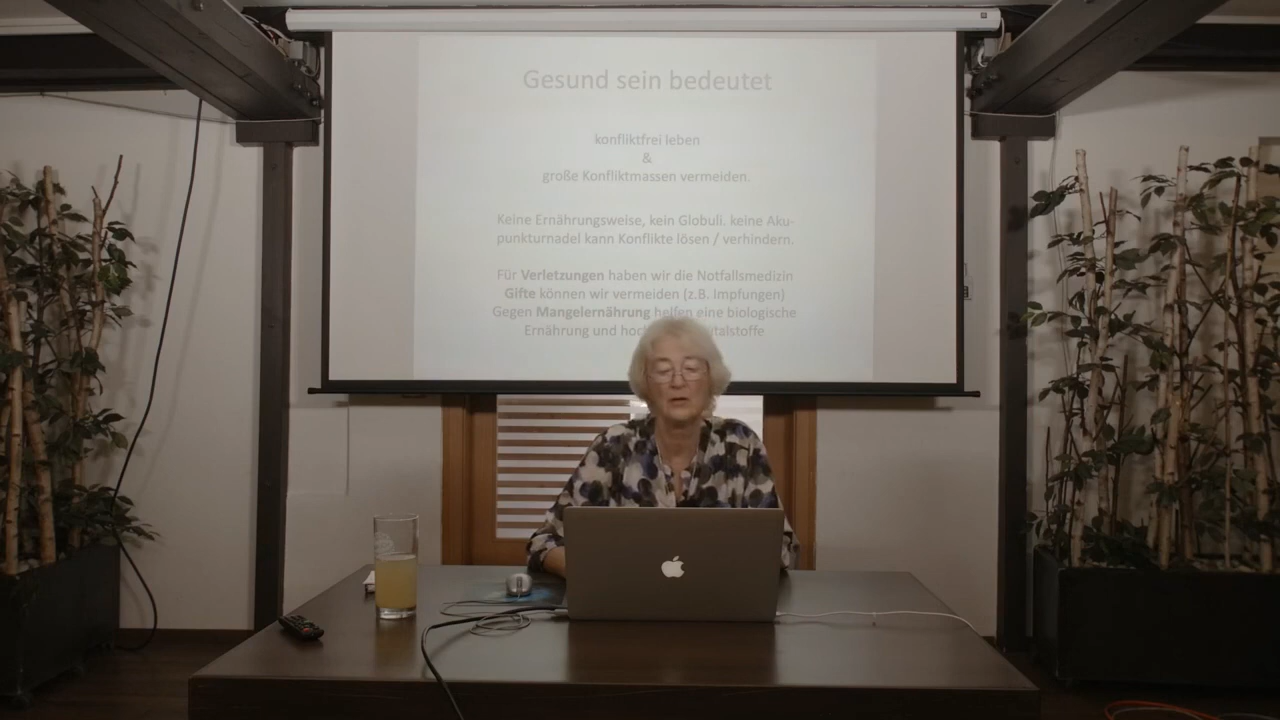 Gesund sein bedeutet
konfliktfrei leben
&
große Konfliktmassen vermeiden.
Keine Ernährungsweise, kein Globuli. keine Aku-
punkturnadel kann Konflikte lösen / verhindern.
Für Verletzungen haben wir die Notfallsmedizin
Gifte können wir vermeiden (z.B. Impfungen)
Gegen Mangelernährung helfen eine biologische
Ernährung und